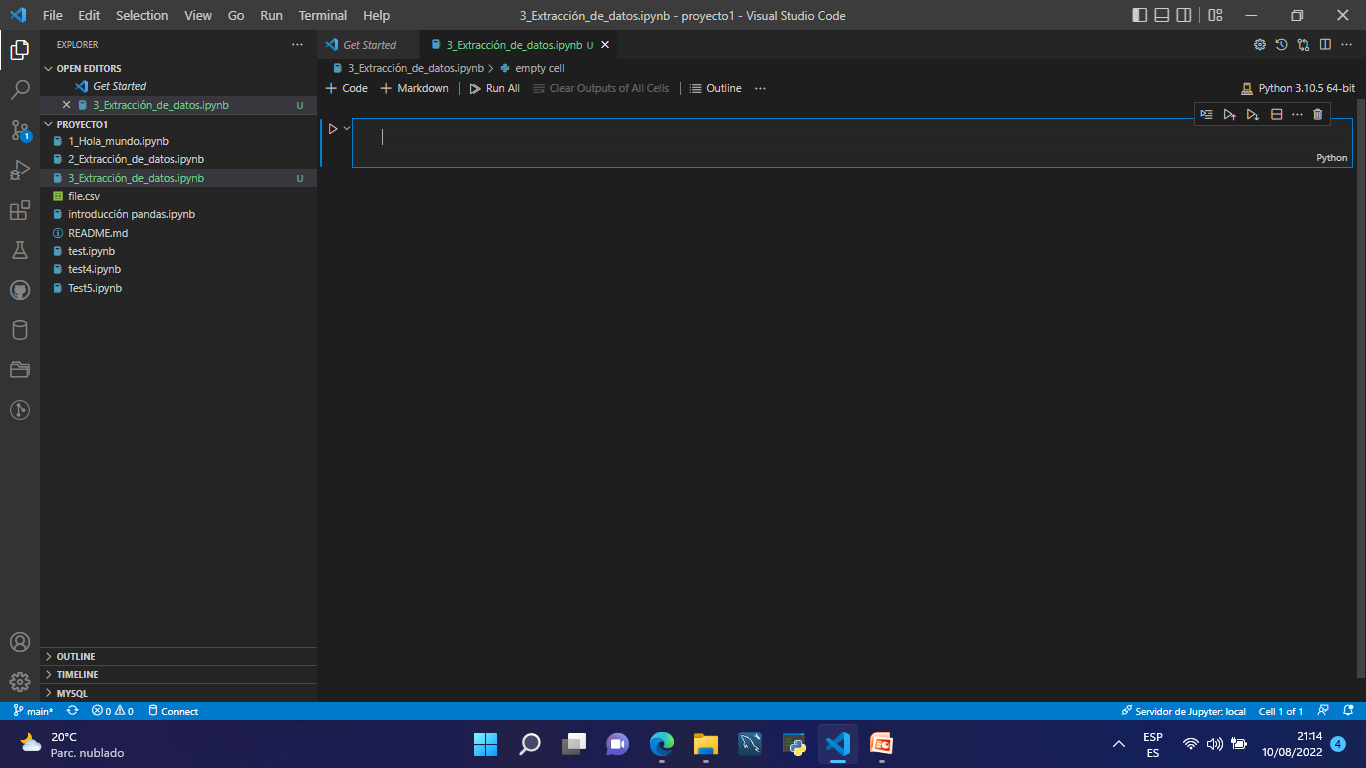 File Edit Selection View Go Run Terminal Help
3_Extracción_de_datos.ipynb - proyecto1 - Visual Studio Code
EXPLORER
OPEN EDITORS
Get Started
3_Extracción_de_datos.ipynb U
PROYECTO1
1_Hola_mundo.ipynb
2_Extracción_de_datos.ipynb
3_Extracción_de_datos.ipynb U
file.csv
introducción pandas.ipynb
README.md
test.ipynb
test4.ipynb
Test5.ipynb
OUTLINE
TIMELINE
MYSQL
Get Started 3_Extracción_de_datos.ipynb U
3_Extracción_de_datos.ipynb > empty cell
+ Code + Markdown Run All Clear Outputs of All Cells Outline ...
Python 3.10.5 64-bit
Python
1
main* 0 0 Connect
Servidor de Jupyter: local Cell 1 of 1
20°C
Parc. nublado
ESP
ES
21:14
10/08/2022
4